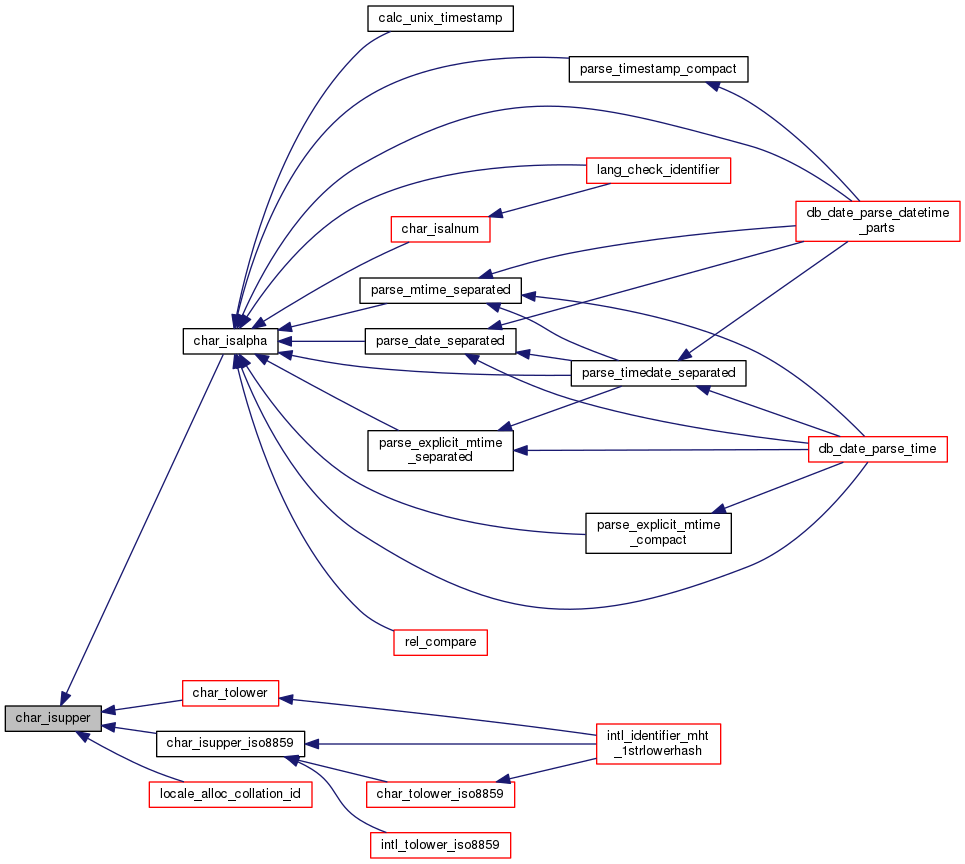 calc_unix_timestamp
parse_timestamp_compact
lang_check_identifier
char_isalnum
db_date_parse_datetime
_parts
parse_mtime_separated
char_isalpha
parse_date_separated
parse_timedate_separated
parse_explicit_mtime
_separated
db_date_parse_time
parse_explicit_mtime
_compact
rel_compare
char_tolower
char_isupper
char_isupper_iso8859
intl_identifier_mht
_1strlowerhash
locale_alloc_collation_id
char_tolower_iso8859
intl_tolower_iso8859